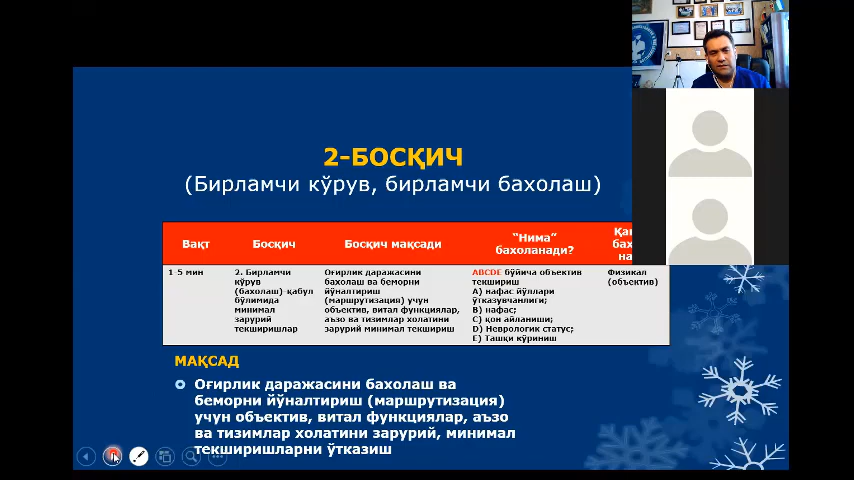 2-БОСҚИЧ
(Бирламчи кўрув, бирламчи бахолаш)
Вақт
Босқич
Босқич мақсади
“Нима”
бахоланади?
1-5 мин
2. Бирламчи
кўрув
(бахолаш)-қабул
бўлимида
минимал
зарурий
текширишлар
Оғирлик даражасини
бахолаш ва беморни
йўналтириш
(маршрутизация) учун
объектив, витал функциялар,
аъзо ва тизимлар холатини
зарурий минимал текшириш
ABCDE бўйича объектив
текшириш
A) нафас йўллари
ўтказувчанлиги;
B) нафас;
C) қон айланиши;
D) Неврологик статус;
E) Ташқи кўриниш
Физикал
(объектив)
МАҚСАД
Оғирлик даражасини бахолаш ва
беморни йўналтириш (маршрутизация)
учун объектив, витал функциялар, аъзо
ва тизимлар холатини зарурий, минимал
текширишларни ўтказиш